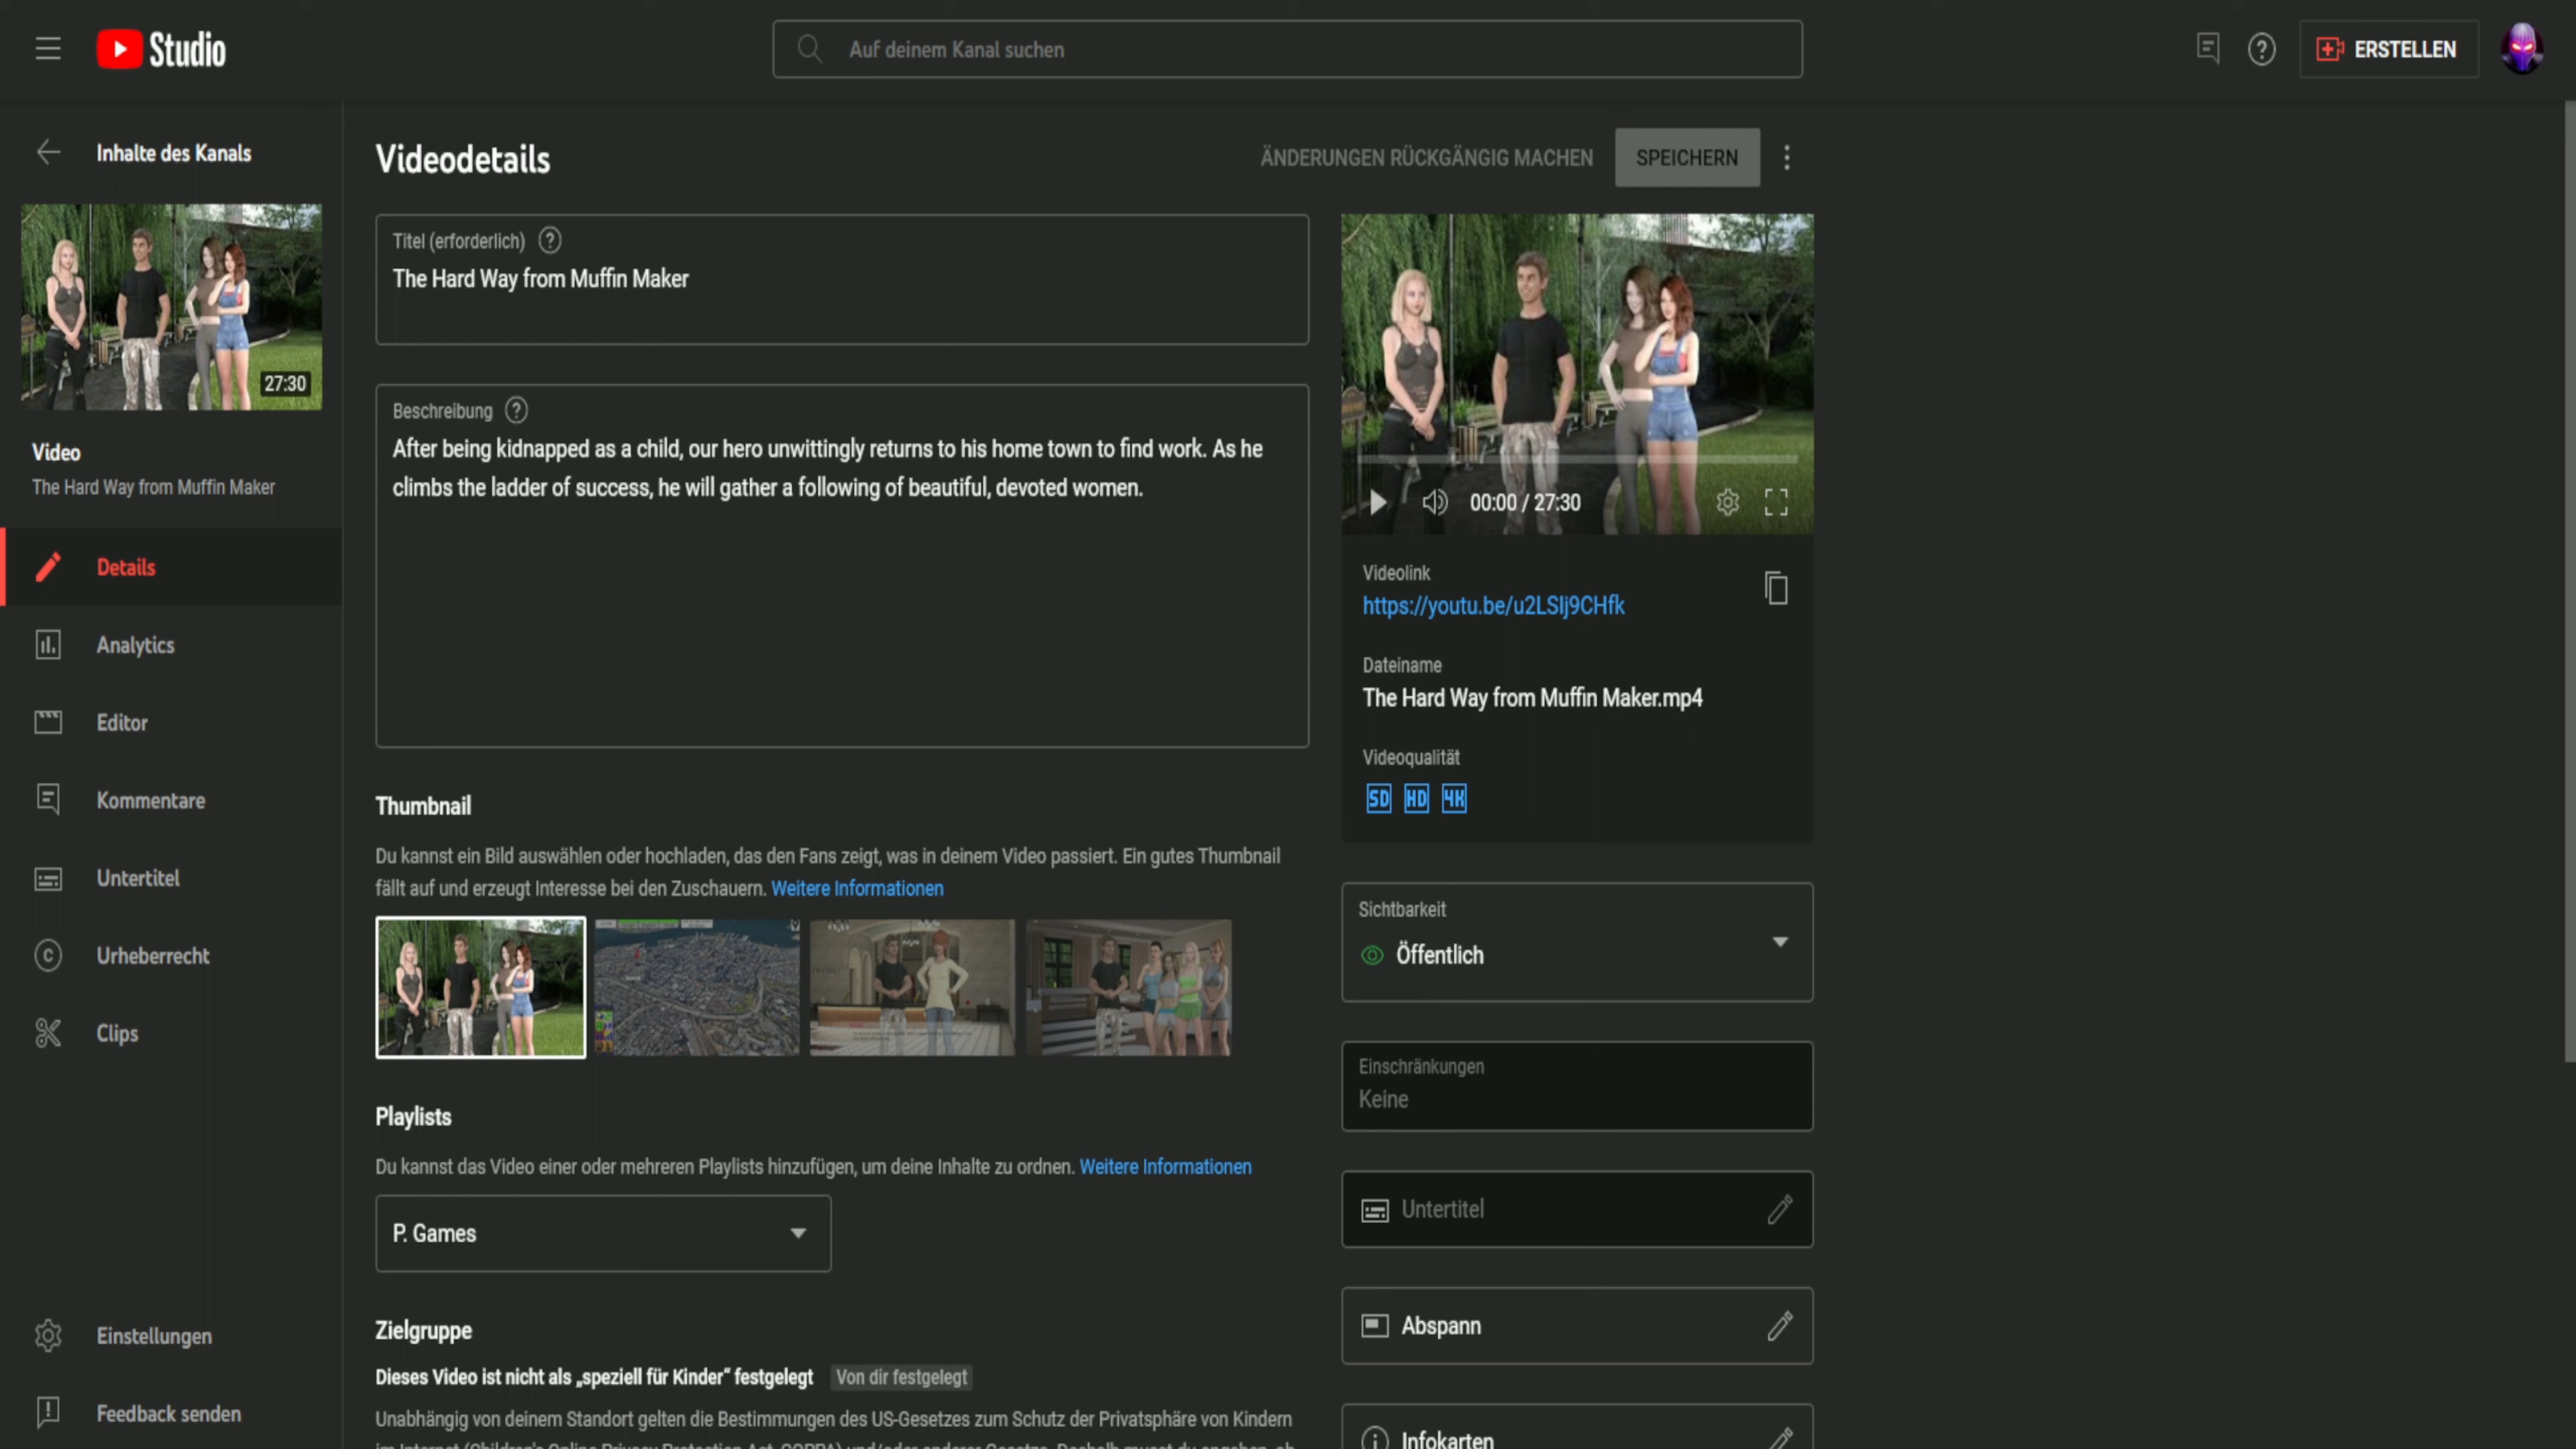 Studio
Auf deinem Kanal suchen
ERSTELLEN
Inhalte des Kanals
27:30
Video
The Hard Way from Muffin Maker
Details
Analytics
Editor
Kommentare
Untertitel
Urheberrecht
Clips
Einstellungen
Feedback senden
Videodetails
ÄNDERUNGEN RÜCKGÄNGIG MACHEN
SPEICHERN
Titel (erforderlich)
The Hard Way from Muffin Maker
Beschreibung
After being kidnapped as a child, our hero unwittingly returns to his home town to find work. As he
climbs the ladder of success, he will gather a following of beautiful, devoted women.
Thumbnail
Du kannst ein Bild auswählen oder hochladen, das den Fans zeigt, was in deinem Video passiert. Ein gutes Thumbnail
fällt auf und erzeugt Interesse bei den Zuschauern. Weitere Informationen
Playlists
Du kannst das Video einer oder mehreren Playlists hinzufügen, um deine Inhalte zu ordnen. Weitere Informationen
P. Games
Zielgruppe
Dieses Video ist nicht als „speziell für Kinder“ festgelegt Von dir festgelegt
Unabhängig von deinem Standort gelten die Bestimmungen des US-Gesetzes zum Schutz der Privatsphäre von Kindern
00:00 / 27:30
Videolink
https://youtu.be/u2LSIj9CHfk
Dateiname
The Hard Way from Muffin Maker.mp4
Videoqualität
SD HD 4K
Sichtbarkeit
Öffentlich
Einschränkungen
Keine
Untertitel
Abspann
Infokarten